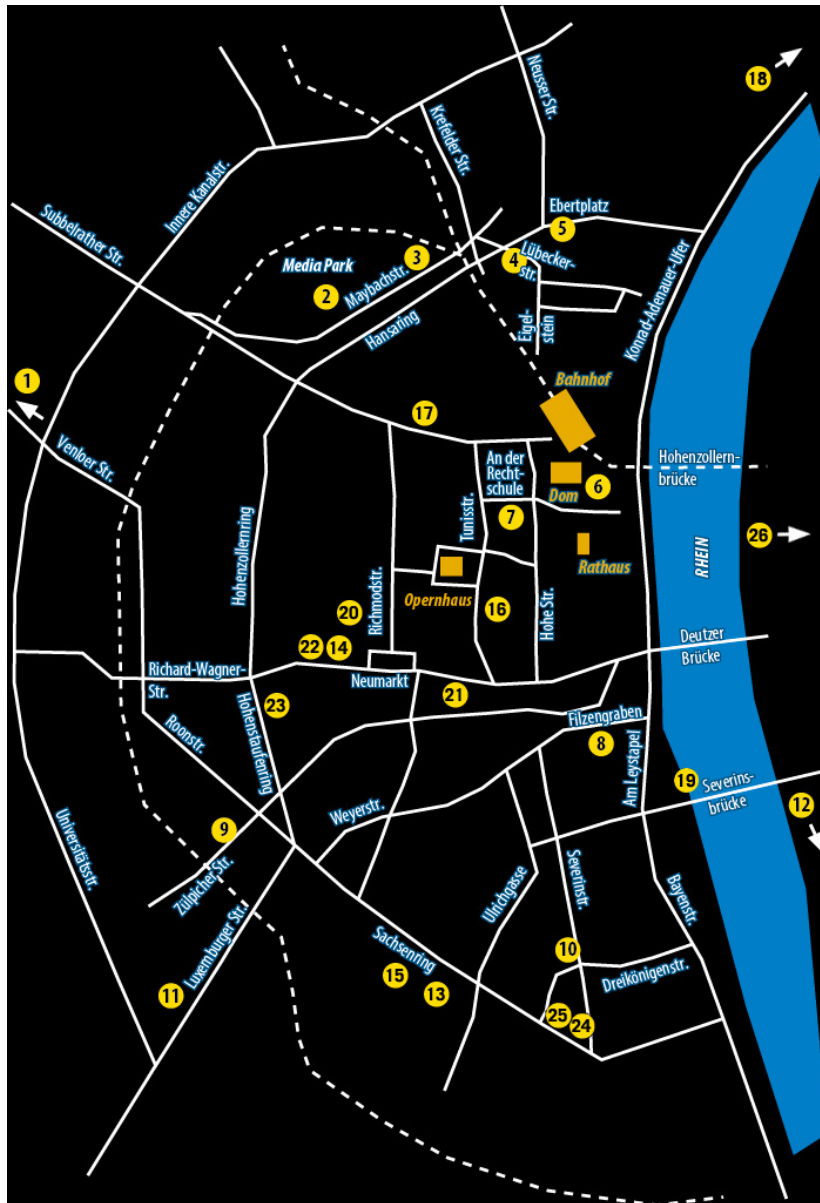 18
Neusser Str.
Krefelder Str.
Innere Kanalstr.
Subbelrather Str.
Ebertplatz
5
3
4
Lübecker-
str.
Media Park
2
Maybachstr.
Hansaring
Eigel-
stein
Konrad-Adenauer-Ufer
1
Bahnhof
17
Venloer Str.
An der
Recht-
schule
Hohenzollern-
brücke
Dom
6
7
Tunisstr.
Hohenzollernring
RHEIN
26
Rathaus
Opernhaus
Richmodstr.
20
16
Hohe Str.
22
14
Deutzer
Brücke
Richard-Wagner-
Str.
Neumarkt
21
23
Hohenstaufenring
Roonstr.
Filzengraben
8
Am Leystapel
19
Severins-
brücke
12
Weyerstr.
9
Zülpicher Str.
Universitätsstr.
Ulrichgasse
Severinstr.
Bayenstr.
Luxemburger Str.
Sachsenring
10
Dreikönigenstr.
11
15
13
25
24